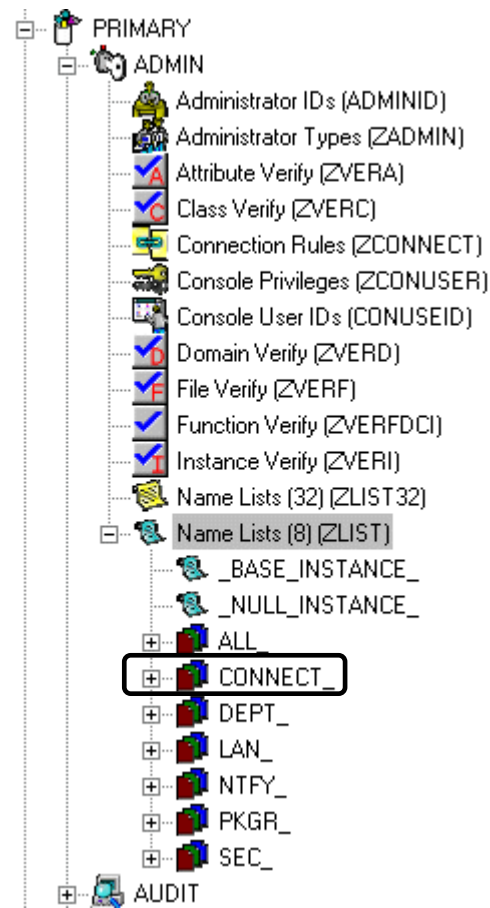 PRIMARY
ADMIN
Administrator IDs (ADMINID)
Administrator Types (ZADMIN)
Attribute Verify (ZVERA)
Class Verify (ZVERC)
Connection Rules (ZCONNECT)
Console Privileges (ZCONUSER)
Console User IDs (CONUSEID)
Domain Verify (ZVERD)
File Verify (ZVERF)
Function Verify (ZVERFDCI)
Instance Verify (ZVERI)
Name Lists (32) (ZLIST32)
Name Lists (8) (ZLIST)
_BASE_INSTANCE_
_NULL_INSTANCE_
ALL_
CONNECT_
DEPT_
LAN_
NTFY_
PKGR_
SEC_
AUDIT